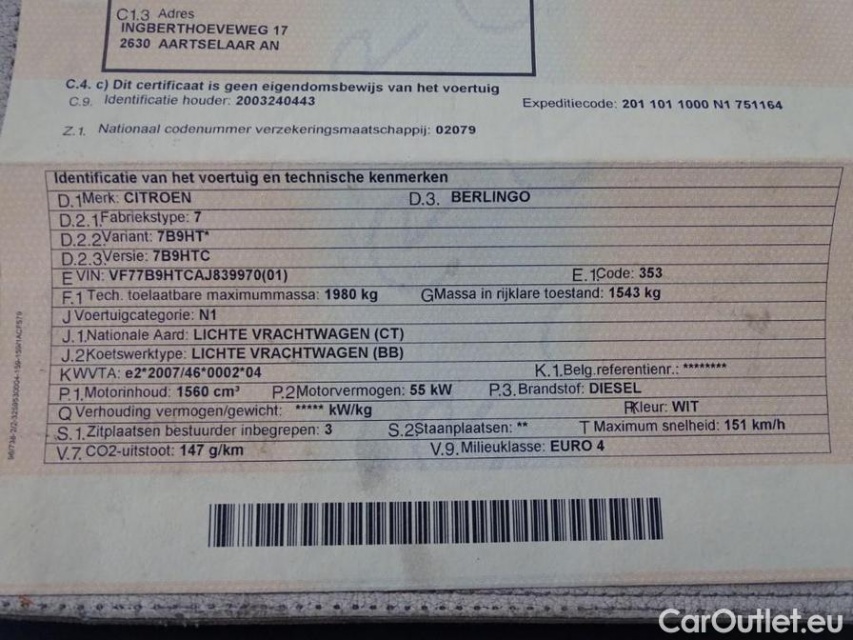 C1.3 Adres
INGBERTHOEVEWEG 17
2630 AARTSELAAR AN
C.4. c) Dit certificaat is geen eigendomsbewijs van het voertuig
C.9. Identificatie houder: 2003240443
Expeditiecode: 201 101 1000 N1 751164
Z.1. Nationaal codenummer verzekeringsmaatschappij: 02079
Identificatie van het voertuig en technische kenmerken
D.1 Merk: CITROEN D.3. BERLINGO
D.2.1 Fabriekstype: 7
D.2.2 Variant: 7B9HT*
D.2.3 Versie: 7B9HTC
E VIN: VF77B9HTCAJ839970(01) E.1 Code: 353
F.1 Tech. toelaatbare maximummassa: 1980 kg G Massa in rijklare toestand: 1543 kg
J Voertuigcategorie: N1
J.1. Nationale Aard: LICHTE VRACHTWAGEN (CT)
J.2 Koetswerktype: LICHTE VRACHTWAGEN (BB)
K WVTA: e2*2007/46*0002*04 K.1. Belg.referentienr.: ********
P.1. Motorinhoud: 1560 cm³ P.2 Motorvermogen: 55 kW P.3. Brandstof: DIESEL
Q Verhouding vermogen/gewicht: ***** kW/kg R Kleur: WIT
S.1. Zitplaatsen bestuurder inbegrepen: 3 S.2 Staanplaatsen: ** T Maximum snelheid: 151 km/h
V.7. CO2-uitstoot: 147 g/km V.9. Milieuklasse: EURO 4
CarOutlet.eu